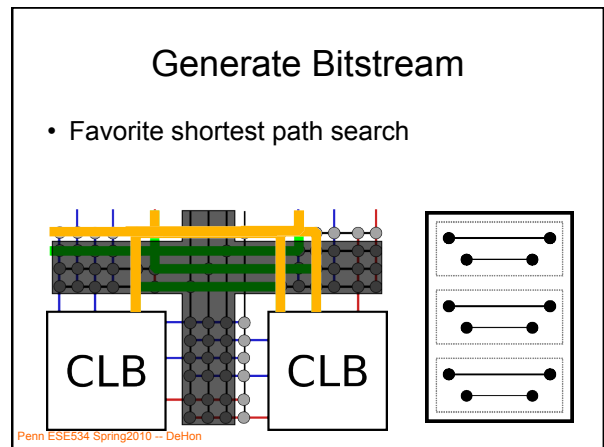 Generate Bitstream
• Favorite shortest path search
CLB
CLB
Penn ESE534 Spring2010 -- DeHon